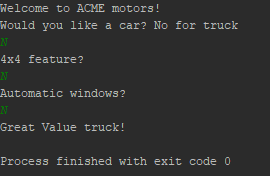 Welcome to ACME motors!
Would you like a car? No for truck
N
4x4 feature?
N
Automatic windows?
N
Great Value truck!
Process finished with exit code 0